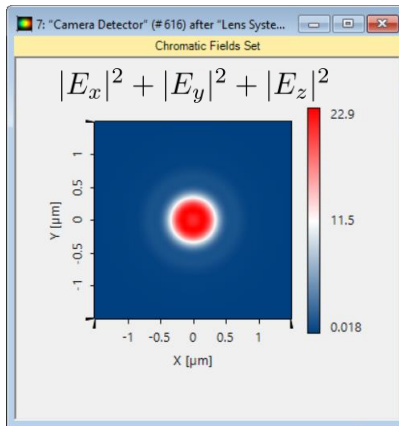 7: "Camera Detector" (# 616) after "Lens Syste...
Chromatic Fields Set
|E_x|^2 + |E_y|^2 + |E_z|^2
22.9
11.5
0.018
Y [µm]
1
0.5
0
-0.5
-1
-1 -0.5 0 0.5 1
X [µm]